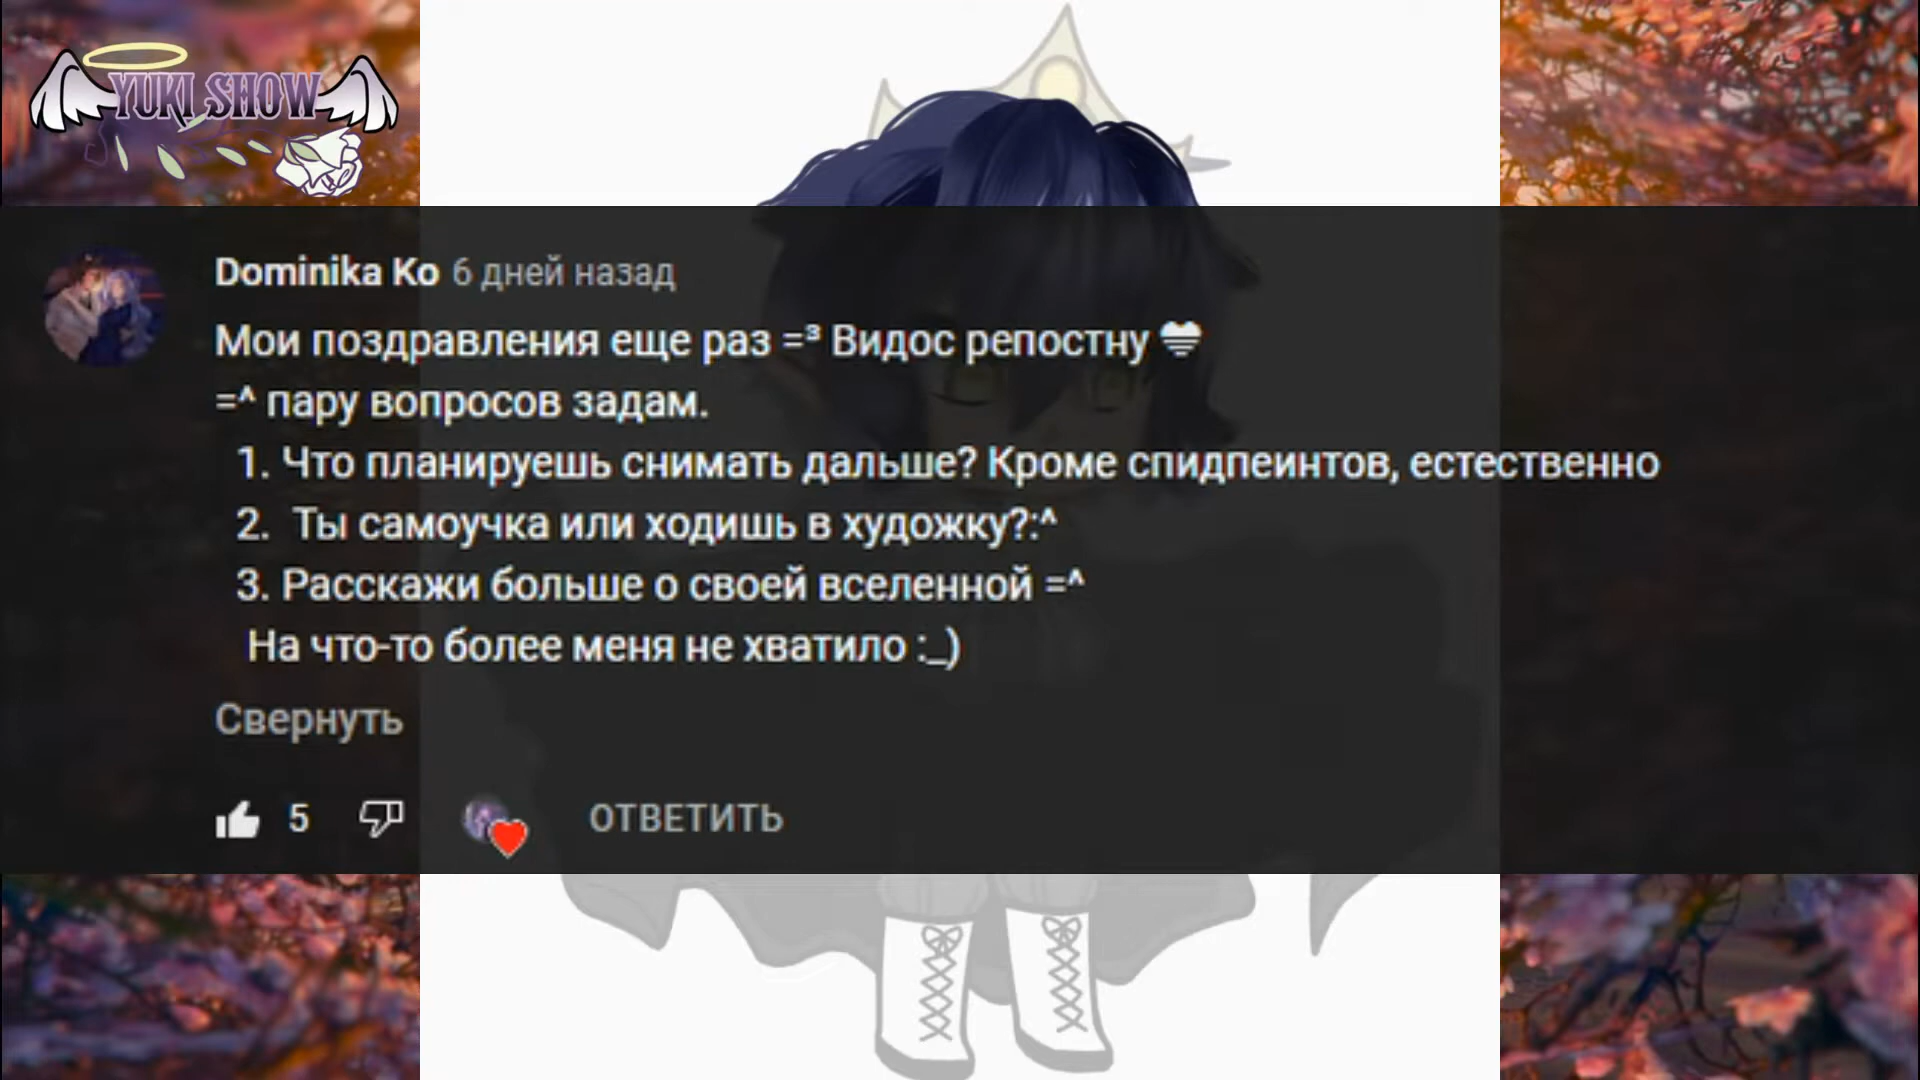 YUKI SHOW
Dominika Ko 6 дней назад
Мои поздравления еще раз =³ Видос репостну
=^ пару вопросов задам.
1. Что планируешь снимать дальше? Кроме спидпеинтов, естественно
2. Ты самоучка или ходишь в художку?:^
3. Расскажи больше о своей вселенной =^
На что-то более меня не хватило :_)
Свернуть
5 ОТВЕТИТЬ